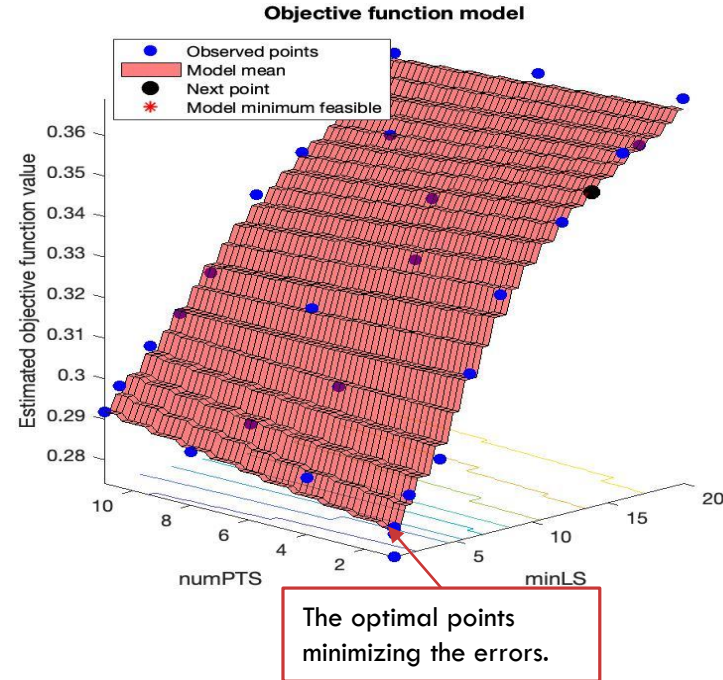 Objective function model
Observed points
Model mean
Next point
Model minimum feasible
0.36
0.35
0.34
0.33
0.32
0.31
0.3
0.29
0.28
Estimated objective function value
10
8
6
4
2
numPTS
5
10
15
20
minLS
The optimal points
minimizing the errors.